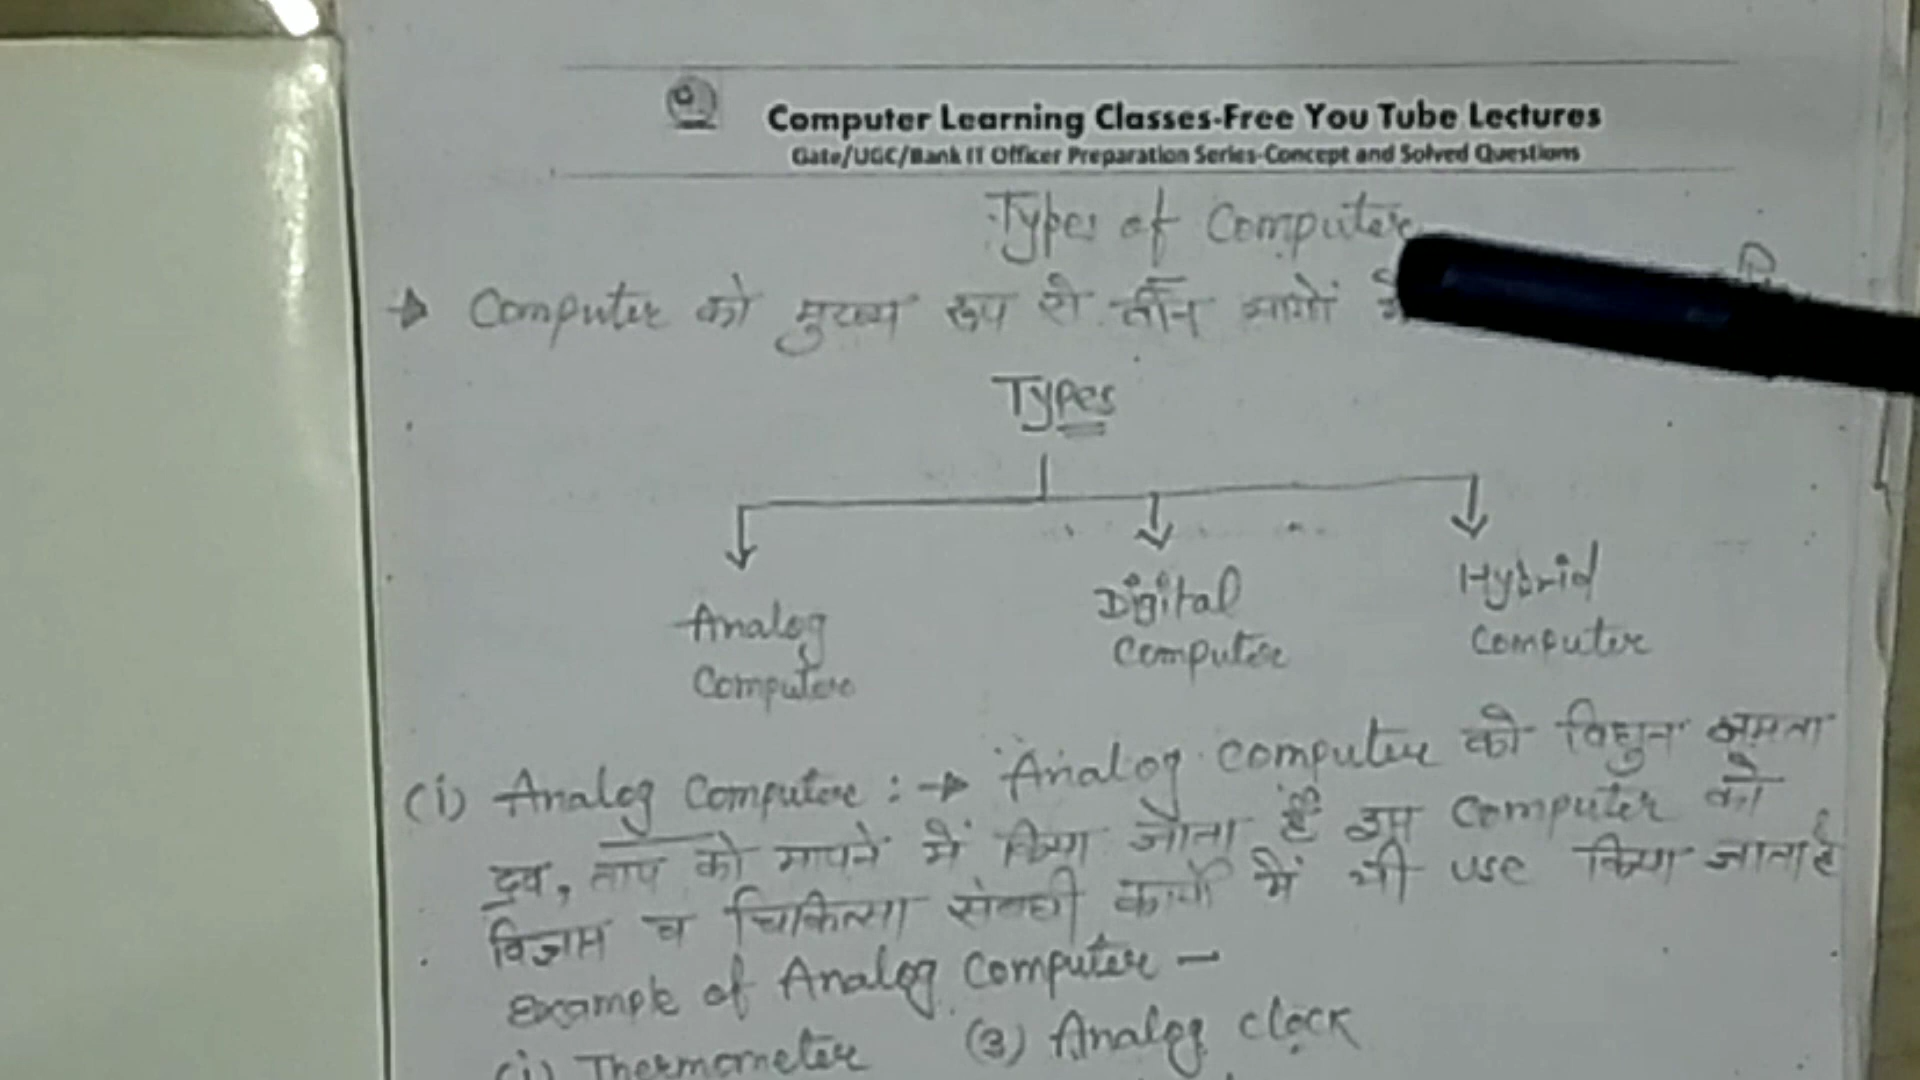 Computer Learning Classes-Free You Tube Lectures
Gate/UGC/Bank IT Officer Preparation Series-Concept and Solved Questions
Types of Computer
→ Computer को मुख्य रूप से तीन भागों में
Types
Analog Computer
Digital Computer
Hybrid Computer
(i) Analog Computer :→ Analog computer को विधुत क्षमता
द्रव, ताप को मापने में किया जाता है इस Computer को
विज्ञान व चिकित्सा संबधी कार्यो में भी use किया जाता है
Example of Analog Computer –
(i) Thermometer (3) Analog clock